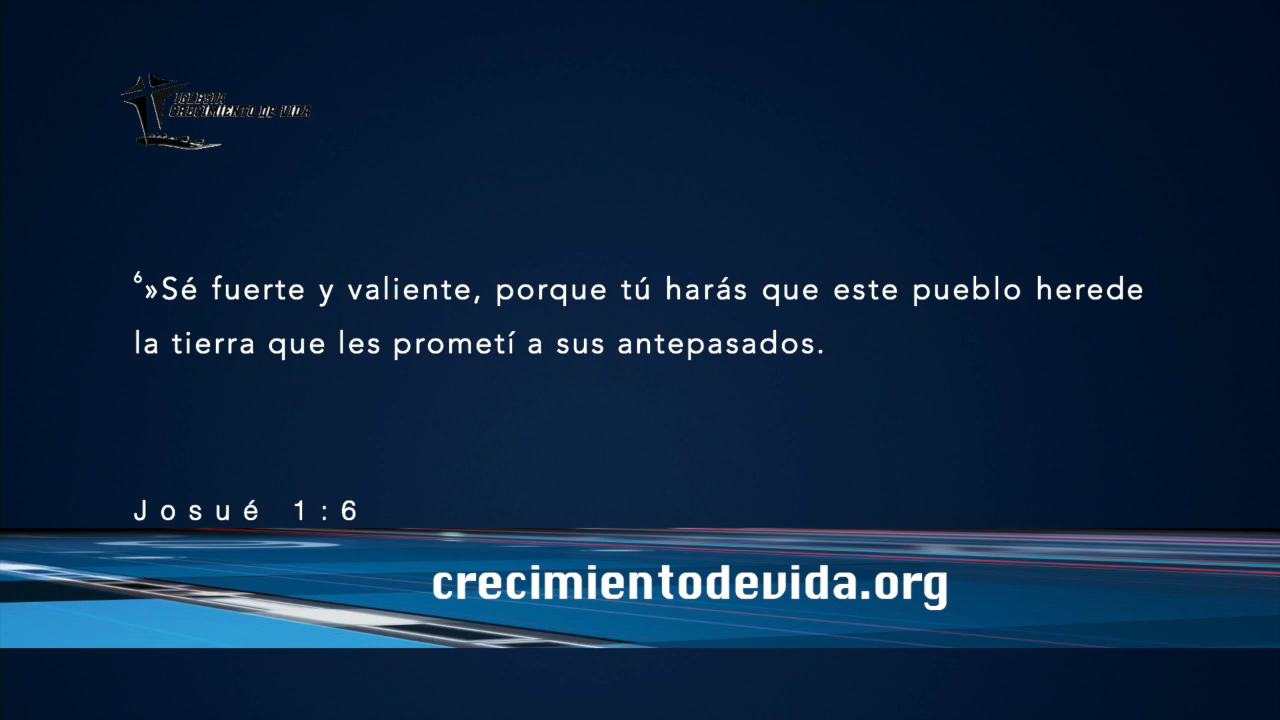 IGLESIA
CRECIMIENTO DE VIDA
⁶»Sé fuerte y valiente, porque tú harás que este pueblo herede
la tierra que les prometí a sus antepasados.
Josué 1:6
crecimientodevida.org